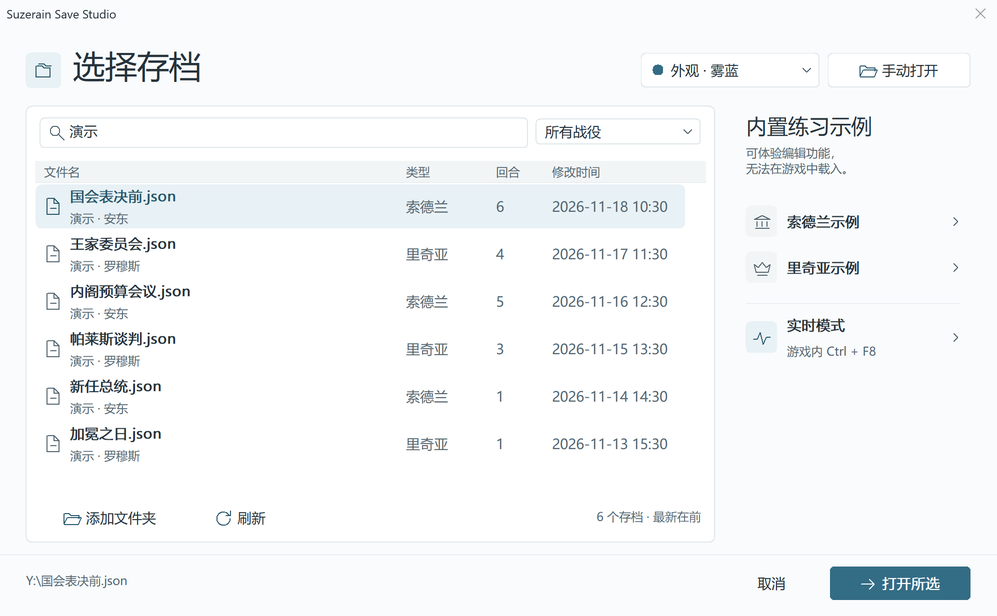 Suzerain Save Studio
选择存档
外观 · 雾蓝
手动打开
演示
所有战役
文件名 类型 回合 修改时间
国会表决前.json
演示 · 安东
索德兰 6 2026-11-18 10:30
王家委员会.json
演示 · 罗穆斯
里奇亚 4 2026-11-17 11:30
内阁预算会议.json
演示 · 安东
索德兰 5 2026-11-16 12:30
帕莱斯谈判.json
演示 · 罗穆斯
里奇亚 3 2026-11-15 13:30
新任总统.json
演示 · 安东
索德兰 1 2026-11-14 14:30
加冕之日.json
演示 · 罗穆斯
里奇亚 1 2026-11-13 15:30
添加文件夹
刷新
6 个存档 · 最新在前
内置练习示例
可体验编辑功能，
无法在游戏中载入。
索德兰示例
里奇亚示例
实时模式
游戏内 Ctrl + F8
Y:\国会表决前.json
取消
打开所选